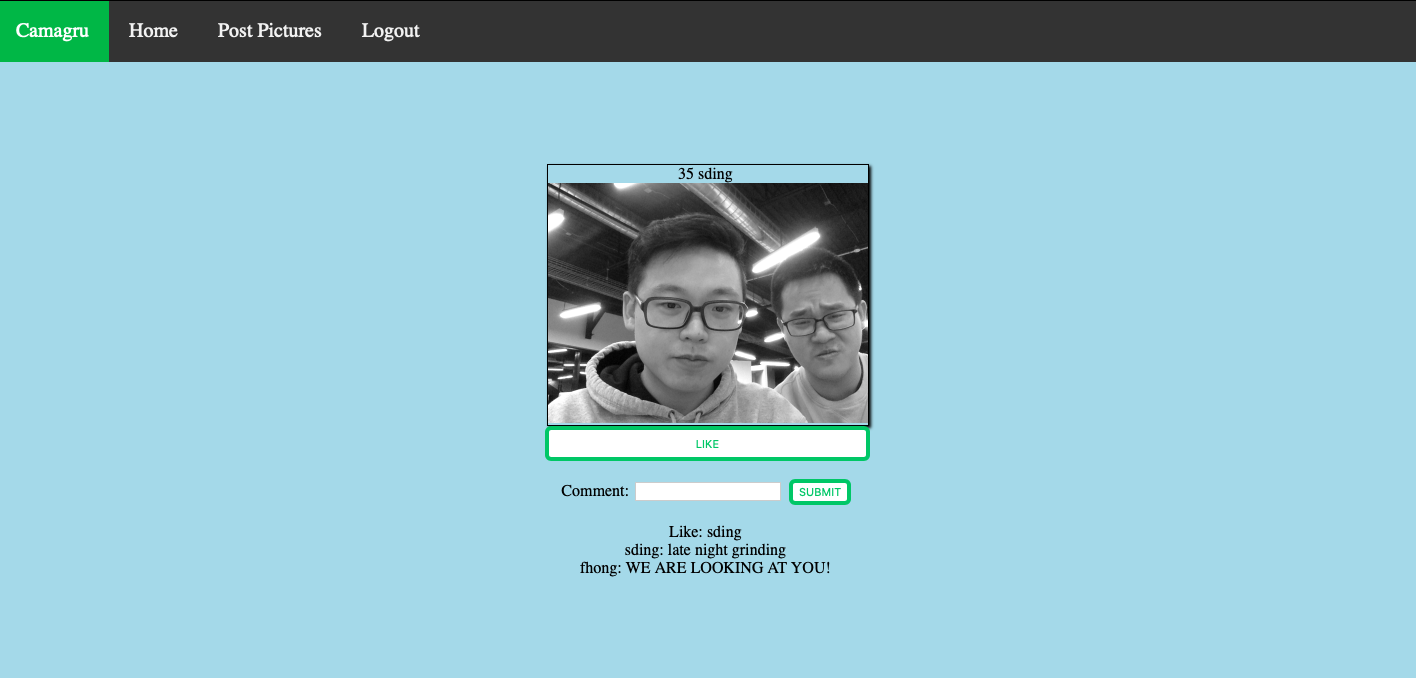 Camagru Home Post Pictures Logout
35 sding
LIKE
Comment: SUBMIT
Like: sding
sding: late night grinding
fhong: WE ARE LOOKING AT YOU!